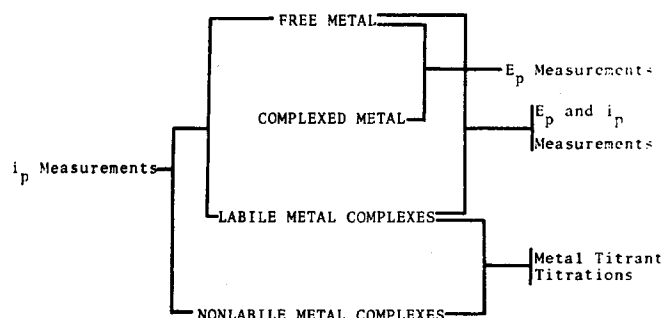 FREE METAL
E_p Measurements
COMPLEXED METAL
E_p and i_p
Measurements
i_p Measurements
LABILE METAL COMPLEXES
Metal Titrant
Titrations
NONLABILE METAL COMPLEXES